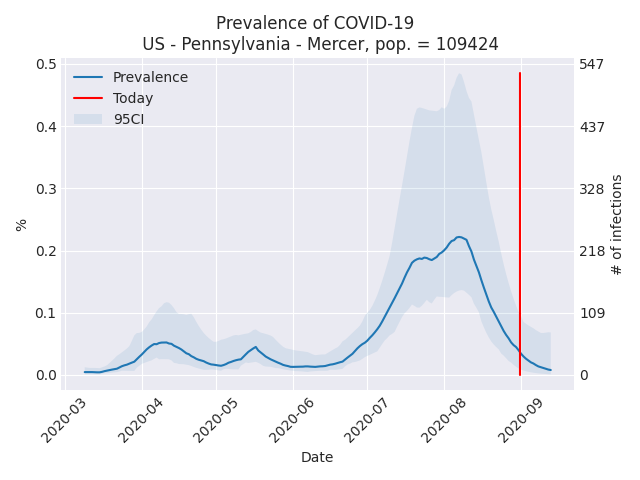 Prevalence of COVID-19
US - Pennsylvania - Mercer, pop. = 109424
Prevalence
Today
95CI
0.5
0.4
0.3
0.2
0.1
0.0
%
547
437
328
218
109
0
# of infections
2020-03
2020-04
2020-05
2020-06
2020-07
2020-08
2020-09
Date